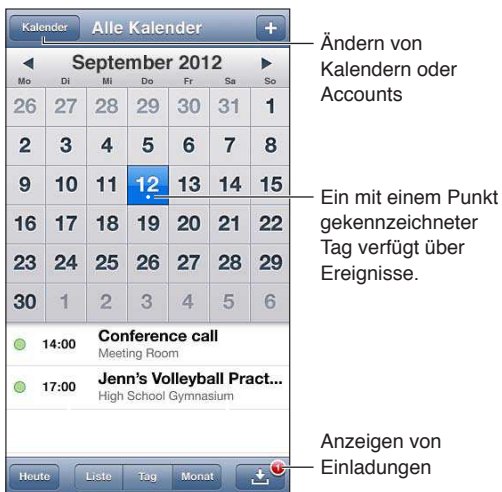 Kalender Alle Kalender +
September 2012
Mo Di Mi Do Fr Sa So
26 27 28 29 30 31 1
2 3 4 5 6 7 8
9 10 11 12 13 14 15
16 17 18 19 20 21 22
23 24 25 26 27 28 29
30 1 2 3 4 5 6
14:00 Conference call
Meeting Room
17:00 Jenn's Volleyball Pract...
High School Gymnasium
Heute Liste Tag Monat 1
Ändern von
Kalendern oder
Accounts
Ein mit einem Punkt
gekennzeichneter
Tag verfügt über
Ereignisse.
Anzeigen von
Einladungen